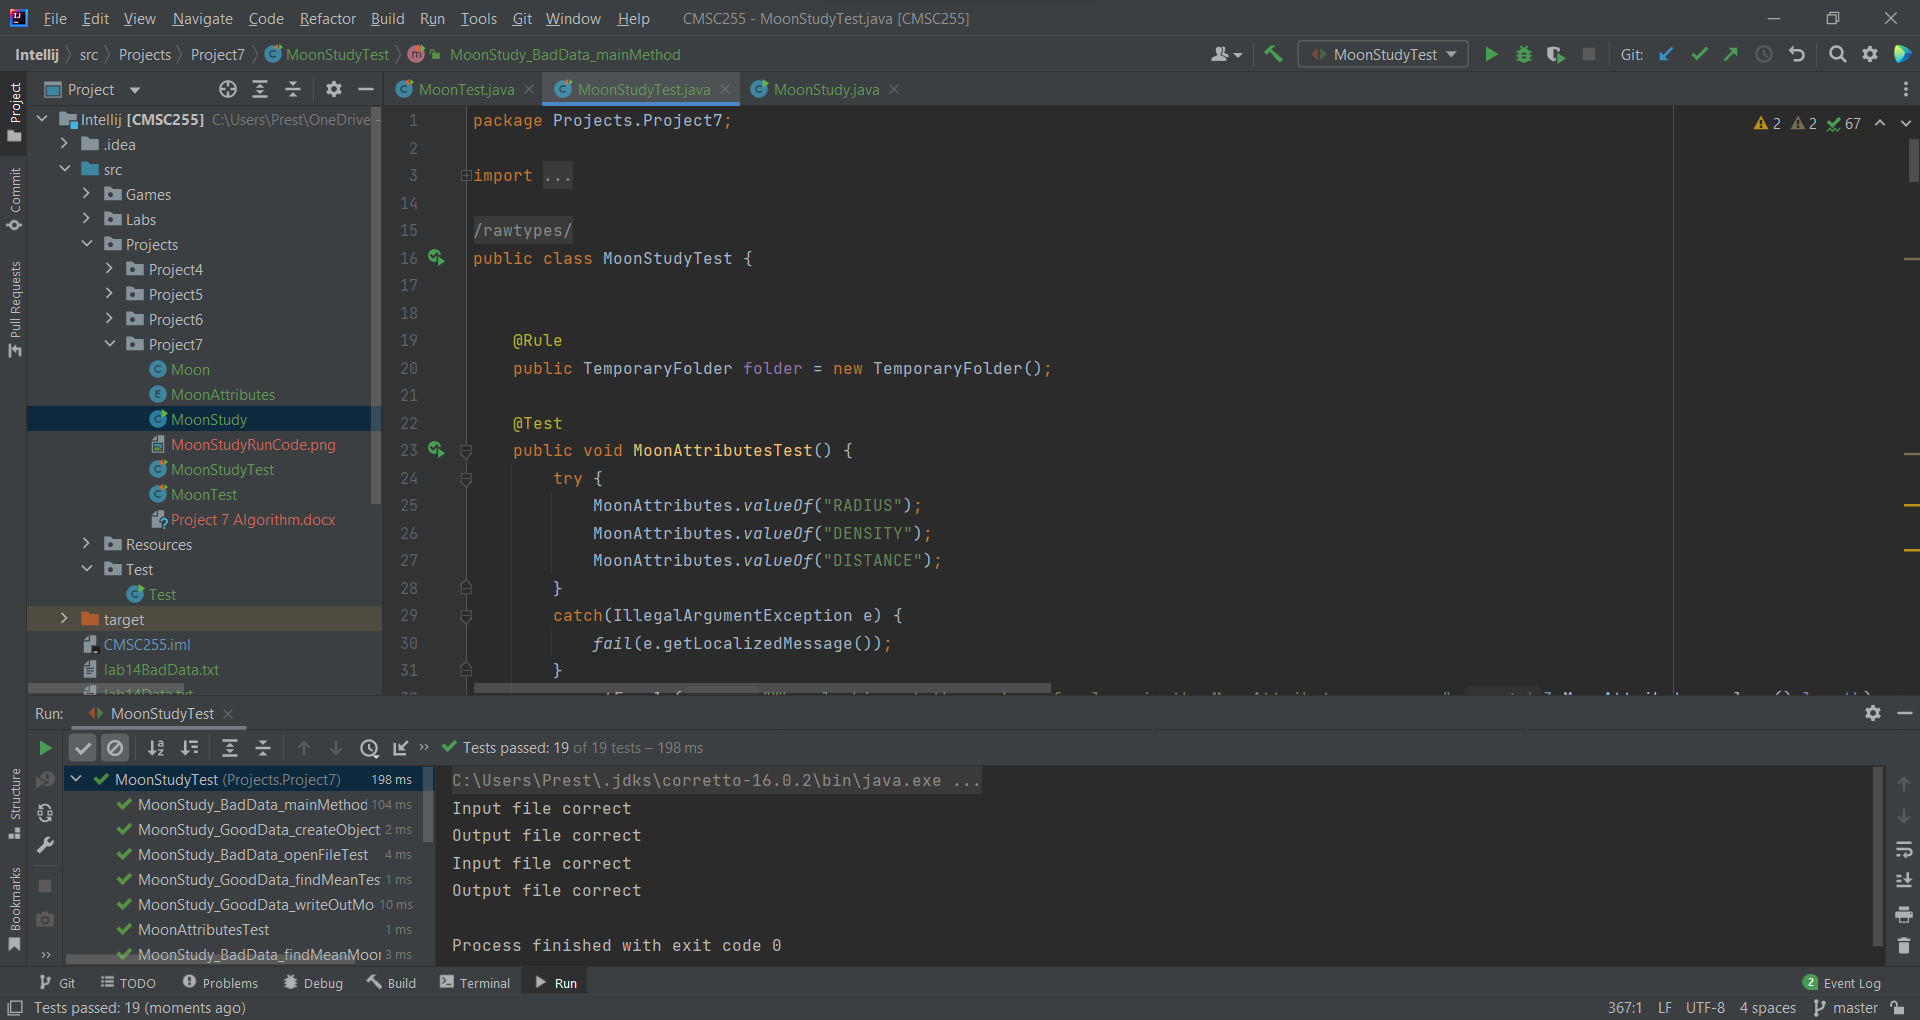 File Edit View Navigate Code Refactor Build Run Tools Git Window Help CMSC255 - MoonStudyTest.java [CMSC255]
Intellij src Projects Project7 MoonStudyTest MoonStudy_BadData_mainMethod MoonStudyTest Git:
Project
MoonTest.java MoonStudyTest.java MoonStudy.java
Project
Commit
Pull Requests
Structure
Bookmarks
Intellij [CMSC255] C:\Users\Prest\OneDrive -
.idea
src
Games
Labs
Projects
Project4
Project5
Project6
Project7
Moon
MoonAttributes
MoonStudy
MoonStudyRunCode.png
MoonStudyTest
MoonTest
Project 7 Algorithm.docx
Resources
Test
Test
target
CMSC255.iml
lab14BadData.txt
lab14Data.txt
2 2 67
1 package Projects.Project7;
2
3 import ...
14
15 /rawtypes/
16 public class MoonStudyTest {
17
18
19 @Rule
20 public TemporaryFolder folder = new TemporaryFolder();
21
22 @Test
23 public void MoonAttributesTest() {
24 try {
25 MoonAttributes.valueOf("RADIUS");
26 MoonAttributes.valueOf("DENSITY");
27 MoonAttributes.valueOf("DISTANCE");
28 }
29 catch(IllegalArgumentException e) {
30 fail(e.getLocalizedMessage());
31 }
Run: MoonStudyTest
Tests passed: 19 of 19 tests – 198 ms
MoonStudyTest (Projects.Project7) 198 ms
MoonStudy_BadData_mainMethod 104 ms
MoonStudy_GoodData_createObject 2 ms
MoonStudy_BadData_openFileTest 4 ms
MoonStudy_GoodData_findMeanTes 1 ms
MoonStudy_GoodData_writeOutMo 10 ms
MoonAttributesTest 1 ms
MoonStudy_BadData_findMeanMoor 3 ms
C:\Users\Prest\.jdks\corretto-16.0.2\bin\java.exe ...
Input file correct
Output file correct
Input file correct
Output file correct
Process finished with exit code 0
Git TODO Problems Debug Build Terminal Run 2 Event Log
Tests passed: 19 (moments ago) 367:1 LF UTF-8 4 spaces master